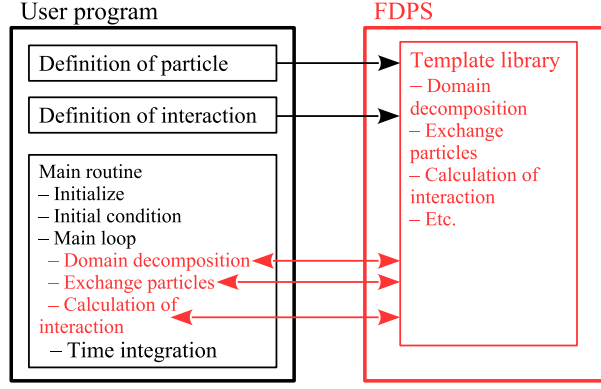 User program
Definition of particle
Definition of interaction
Main routine
– Initialize
– Initial condition
– Main loop
– Domain decomposition
– Exchange particles
– Calculation of
interaction
– Time integration
FDPS
Template library
– Domain
decomposition
– Exchange
particles
– Calculation of
interaction
– Etc.